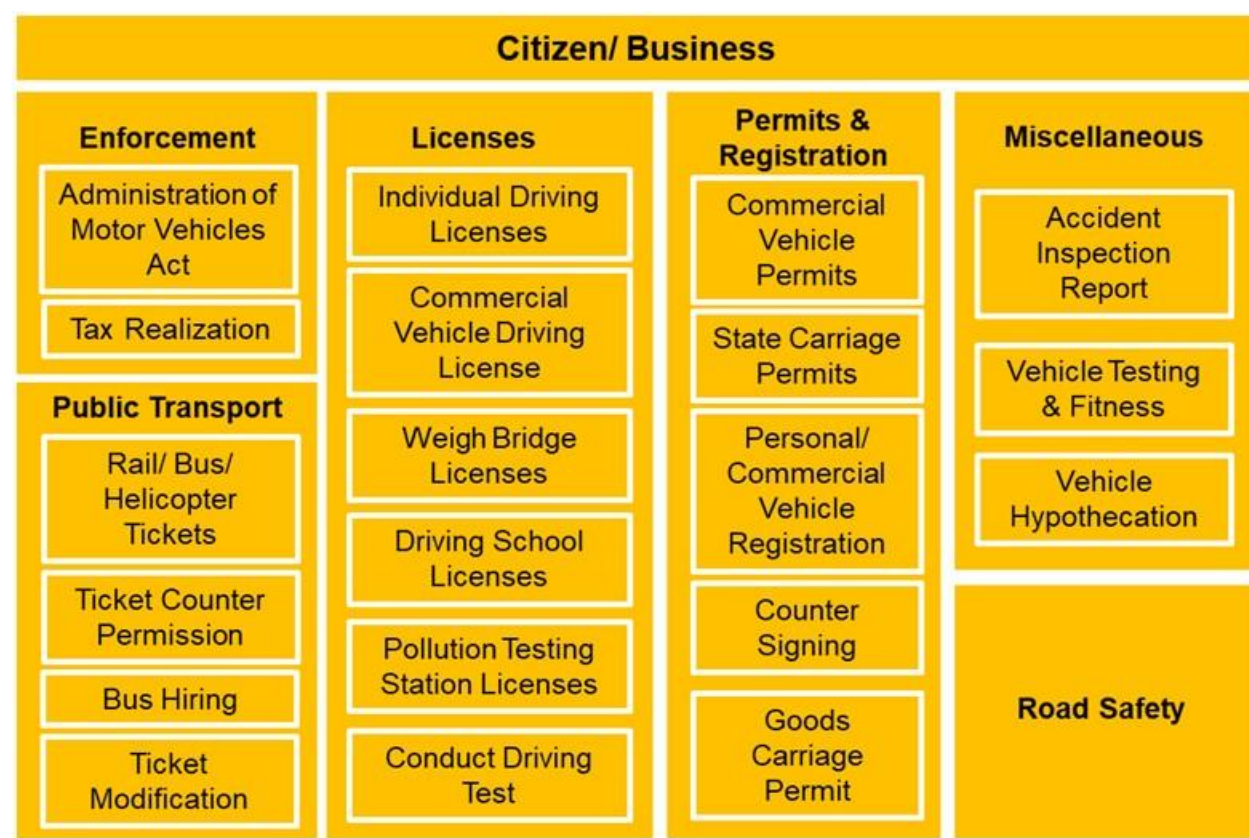 Citizen/ Business
Enforcement
Administration of
Motor Vehicles
Act
Tax Realization
Public Transport
Rail/ Bus/
Helicopter
Tickets
Ticket Counter
Permission
Bus Hiring
Ticket
Modification
Licenses
Individual Driving
Licenses
Commercial
Vehicle Driving
License
Weigh Bridge
Licenses
Driving School
Licenses
Pollution Testing
Station Licenses
Conduct Driving
Test
Permits &
Registration
Commercial
Vehicle
Permits
State Carriage
Permits
Personal/
Commercial
Vehicle
Registration
Counter
Signing
Goods
Carriage
Permit
Miscellaneous
Accident
Inspection
Report
Vehicle Testing
& Fitness
Vehicle
Hypothecation
Road Safety